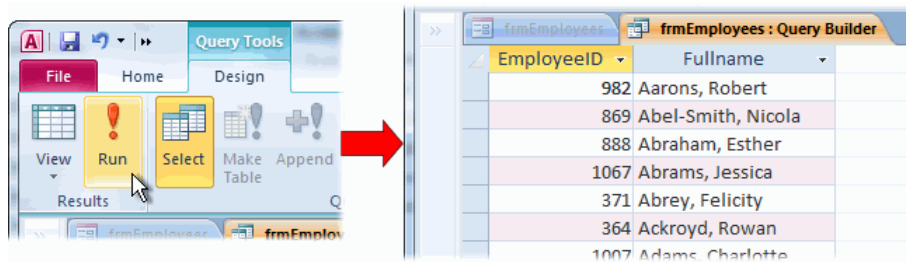 A
Query Tools
File Home Design
View Run Select Make Table Append
Results Q
frmEmployees frmEmploy
frmEmployees frmEmployees : Query Builder
EmployeeID Fullname
982 Aarons, Robert
869 Abel-Smith, Nicola
888 Abraham, Esther
1067 Abrams, Jessica
371 Abrey, Felicity
364 Ackroyd, Rowan
1007 Adams, Charlotte